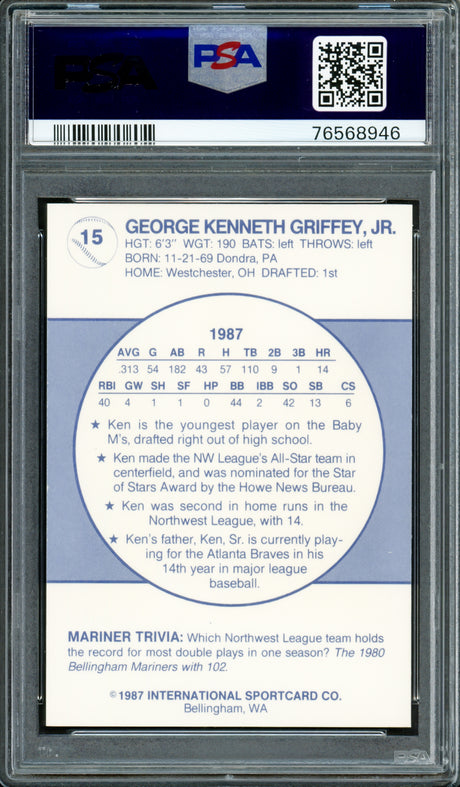 PSA
PSA
76568946
15
GEORGE KENNETH GRIFFEY, JR.
HGT: 6'3" WGT: 190 BATS: left THROWS: left
BORN: 11-21-69 Dondra, PA
HOME: Westchester, OH DRAFTED: 1st
1987
AVG G AB R H TB 2B 3B HR
.313 54 182 43 57 110 9 1 14
RBI GW SH SF HP BB IBB SO SB CS
40 4 1 1 0 44 2 42 13 6
★ Ken is the youngest player on the Baby
M's, drafted right out of high school.
★ Ken made the NW League's All-Star team in
centerfield, and was nominated for the Star
of Stars Award by the Howe News Bureau.
★ Ken was second in home runs in the
Northwest League, with 14.
★ Ken's father, Ken, Sr. is currently play-
ing for the Atlanta Braves in his
14th year in major league
baseball.
MARINER TRIVIA: Which Northwest League team holds
the record for most double plays in one season? The 1980
Bellingham Mariners with 102.
©1987 INTERNATIONAL SPORTCARD CO.
Bellingham, WA
PSA